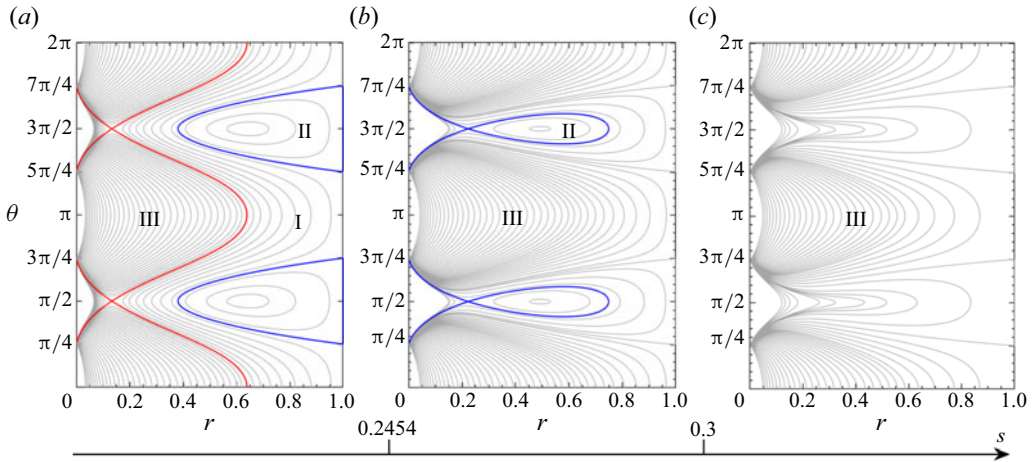 (a) (b) (c)
2π 2π 2π
7π/4 7π/4 7π/4
3π/2 II 3π/2 II 3π/2
5π/4 5π/4 5π/4
θ π III I π III π III
3π/4 3π/4 3π/4
π/2 π/2 π/2
π/4 π/4 π/4
0 0.2 0.4 0.6 0.8 1.0 0 0.2 0.4 0.6 0.8 1.0 0 0.2 0.4 0.6 0.8 1.0
r r r
0.2454 0.3 s